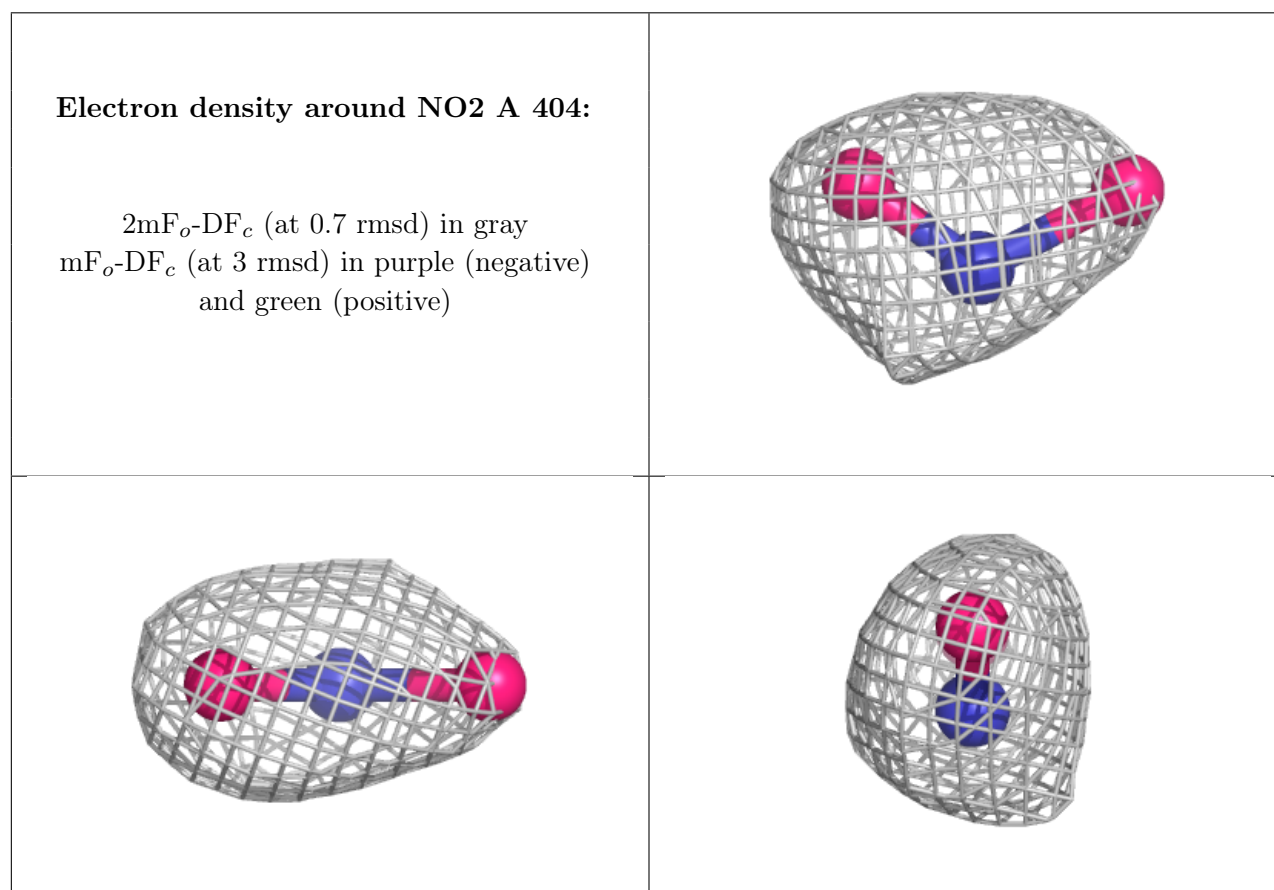 Electron density around NO2 A 404:
2mFo-DFc (at 0.7 rmsd) in gray
mFo-DFc (at 3 rmsd) in purple (negative)
and green (positive)